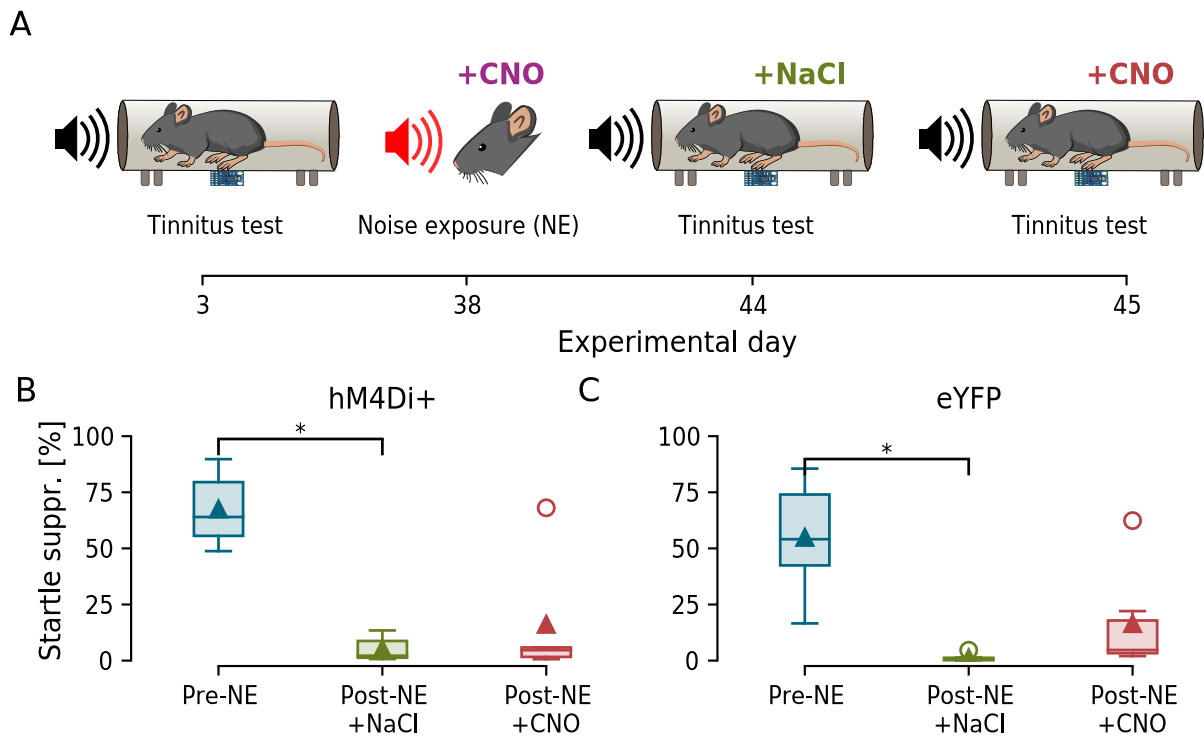 A
+CNO +NaCl +CNO
Tinnitus test Noise exposure (NE) Tinnitus test Tinnitus test
3 38 44 45
Experimental day
B
hM4Di+
Startle suppr. [%]
100
75
50
25
0
*
Pre-NE Post-NE Post-NE
+NaCl +CNO
C
eYFP
100
75
50
25
0
*
Pre-NE Post-NE Post-NE
+NaCl +CNO